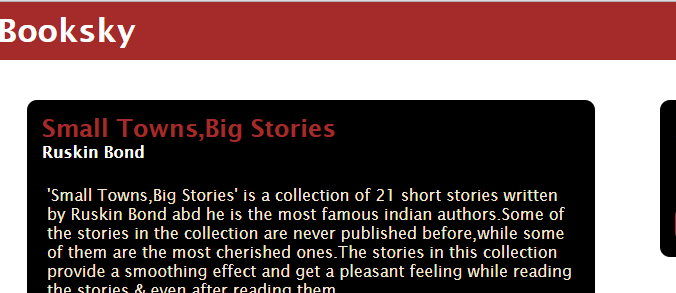 Booksky
Small Towns,Big Stories
Ruskin Bond
'Small Towns,Big Stories' is a collection of 21 short stories written
by Ruskin Bond abd he is the most famous indian authors.Some of
the stories in the collection are never published before,while some
of them are the most cherished ones.The stories in this collection
provide a smoothing effect and get a pleasant feeling while reading
the stories & even after reading them